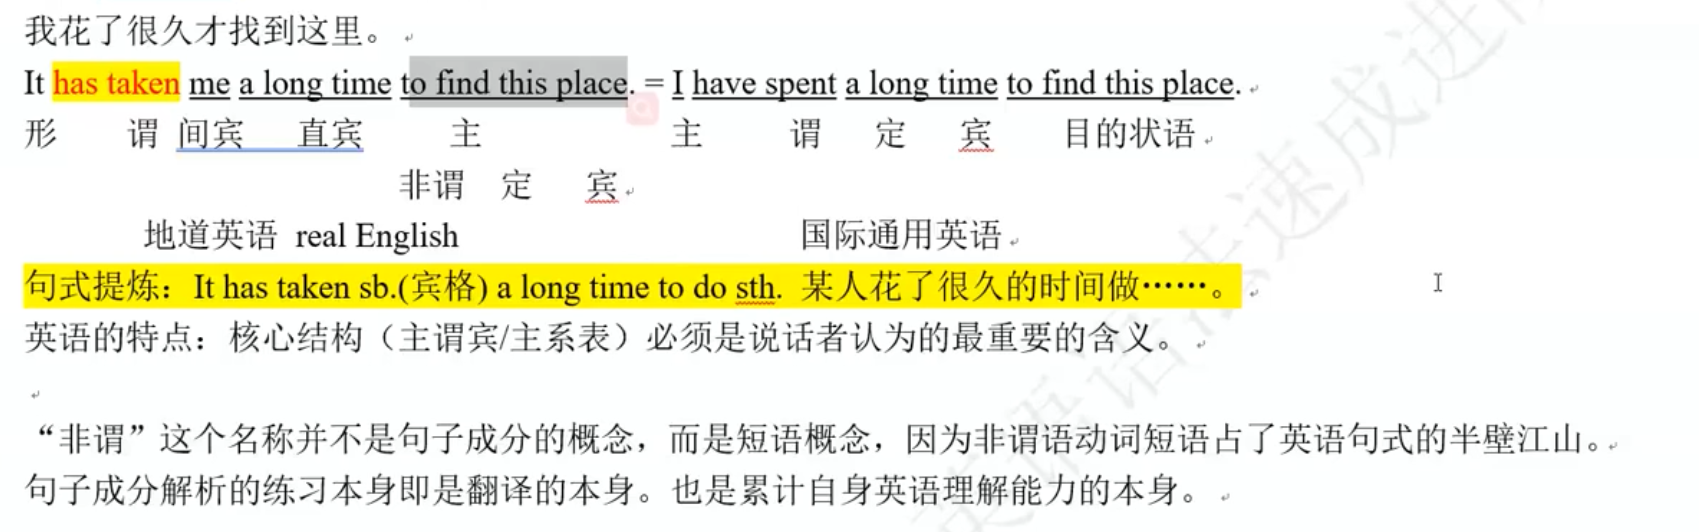 我花了很久才找到这里。
It has taken me a long time to find this place. = I have spent a long time to find this place.
形 谓 间宾 直宾 主 主 谓 定 宾 目的状语
非谓 定 宾
地道英语 real English 国际通用英语
句式提炼：It has taken sb.(宾格) a long time to do sth. 某人花了很久的时间做……。
英语的特点：核心结构（主谓宾/主系表）必须是说话者认为的最重要的含义。
“非谓”这个名称并不是句子成分的概念，而是短语概念，因为非谓语动词短语占了英语句式的半壁江山。
句子成分解析的练习本身即是翻译的本身。也是累计自身英语理解能力的本身。